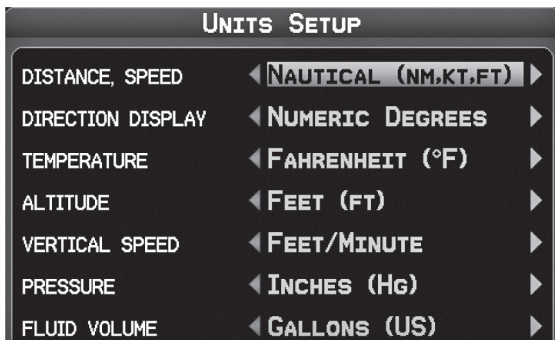 UNITS SETUP
DISTANCE, SPEED NAUTICAL (NM,KT,FT)
DIRECTION DISPLAY NUMERIC DEGREES
TEMPERATURE FAHRENHEIT (°F)
ALTITUDE FEET (FT)
VERTICAL SPEED FEET/MINUTE
PRESSURE INCHES (HG)
FLUID VOLUME GALLONS (US)